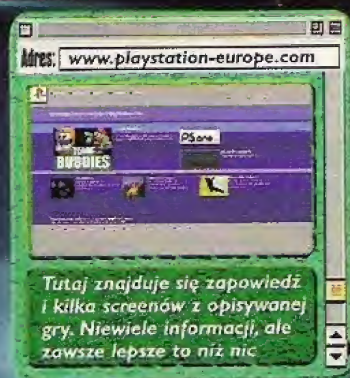 Adres: www.playstation-europe.com
TEAM
BUDDIES
PSone
Tutaj znajduje się zapowiedź
i kilka screenów z opisywanej
gry. Niewiele informacji, ale
zawsze lepsze to niż nic